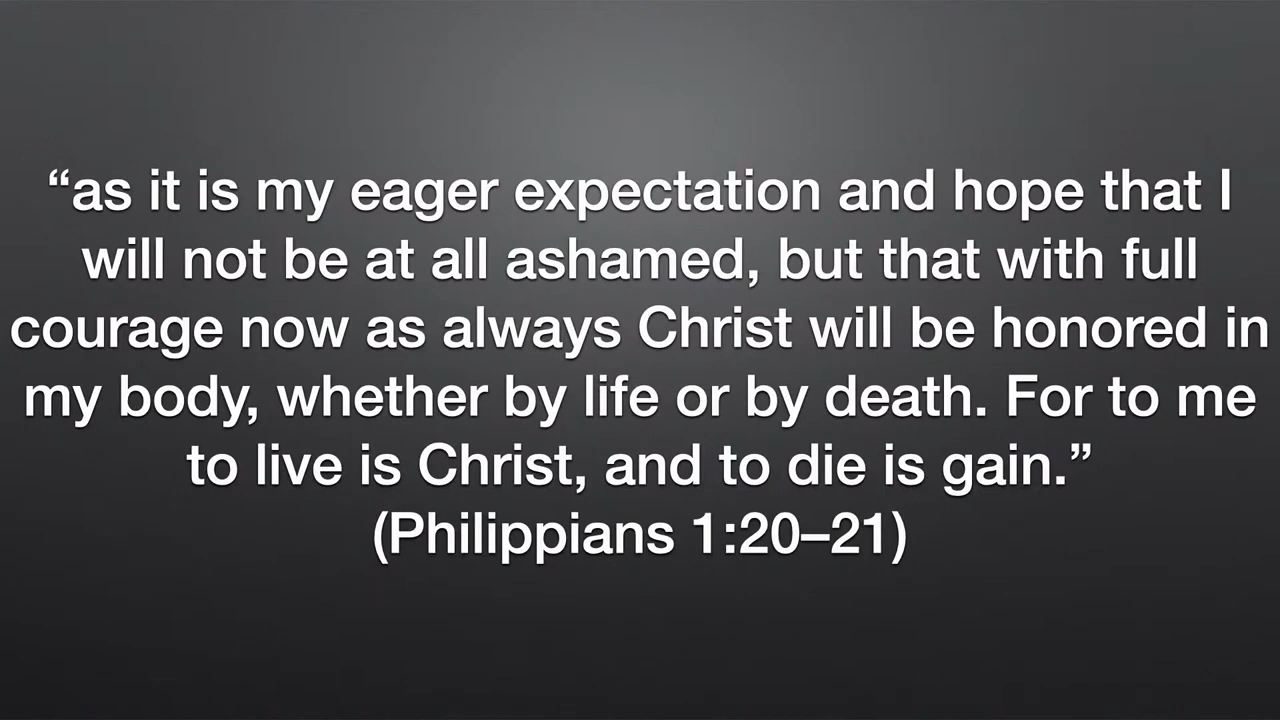 “as it is my eager expectation and hope that I
will not be at all ashamed, but that with full
courage now as always Christ will be honored in
my body, whether by life or by death. For to me
to live is Christ, and to die is gain.”
(Philippians 1:20–21)